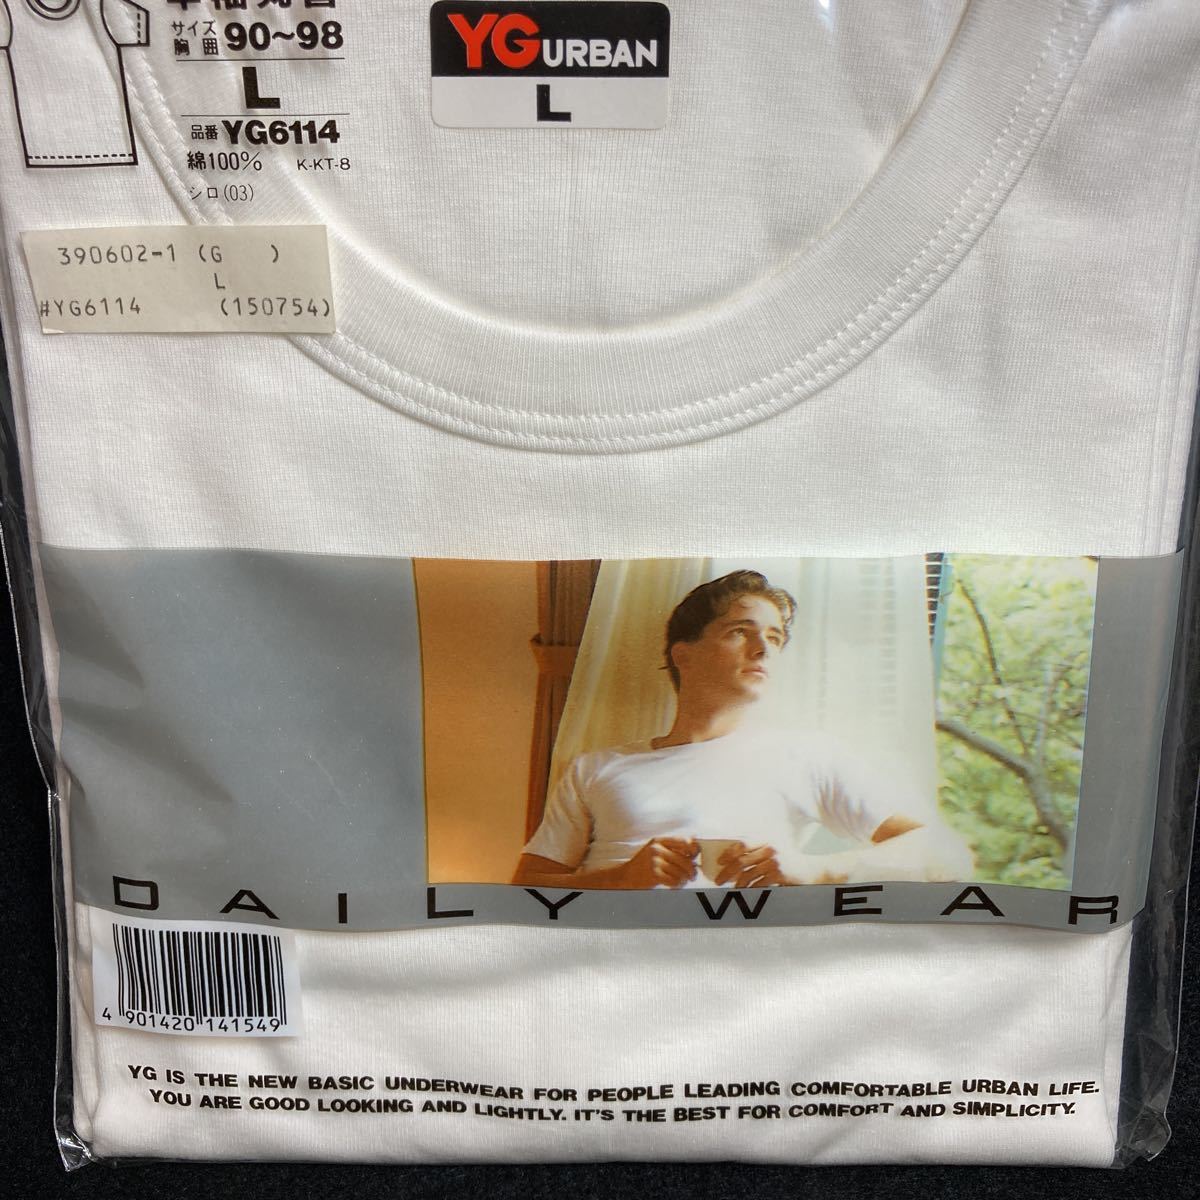 サイズ
胸囲 90~98
L
品番 YG6114
綿100% K-KT-8
シロ(03)
YG URBAN
L
390602-1 (G )
L
#YG6114 (150754)
DAILY WEAR
4 901420 141549
YG IS THE NEW BASIC UNDERWEAR FOR PEOPLE LEADING COMFORTABLE URBAN LIFE.
YOU ARE GOOD LOOKING AND LIGHTLY. IT'S THE BEST FOR COMFORT AND SIMPLICITY.